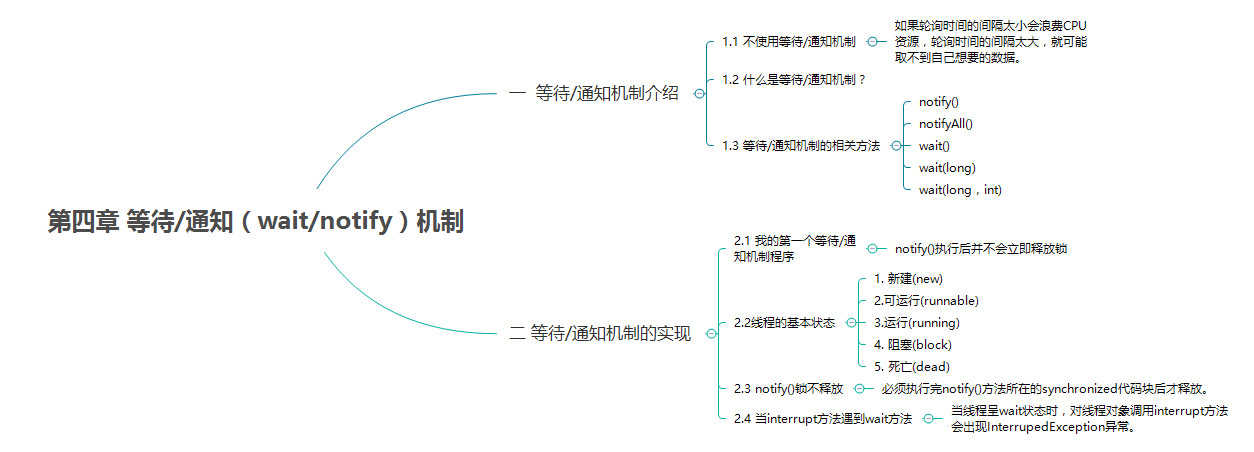 第四章 等待/通知（wait/notify）机制
一  等待/通知机制介绍
1.1 不使用等待/通知机制
如果轮询时间的间隔太小会浪费CPU
资源，轮询时间的间隔太大，就可能
取不到自己想要的数据。
1.2 什么是等待/通知机制？
1.3 等待/通知机制的相关方法
notify()
notifyAll()
wait()
wait(long)
wait(long，int)
二 等待/通知机制的实现
2.1 我的第一个等待/通
知机制程序
notify()执行后并不会立即释放锁
2.2线程的基本状态
1. 新建(new)
2.可运行(runnable)
3.运行(running)
4. 阻塞(block)
5. 死亡(dead)
2.3 notify()锁不释放
必须执行完notify()方法所在的synchronized代码块后才释放。
2.4 当interrupt方法遇到wait方法
当线程呈wait状态时，对线程对象调用interrupt方法
会出现InterrupedException异常。